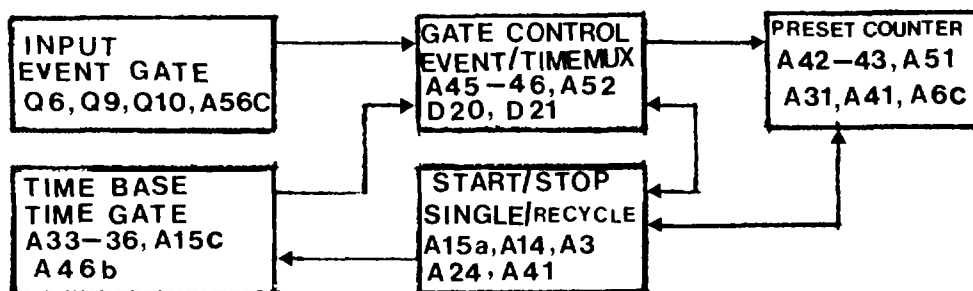 INPUT
EVENT GATE
Q6, Q9, Q10, A56C
GATE CONTROL
EVENT/TIMEMUX
A45-46, A52
D20, D21
PRESET COUNTER
A42-43, A51
A31, A41, A6C
TIME BASE
TIME GATE
A33-36, A15C
A46b
START/STOP
SINGLE/RECYCLE
A15a, A14, A3
A24, A41